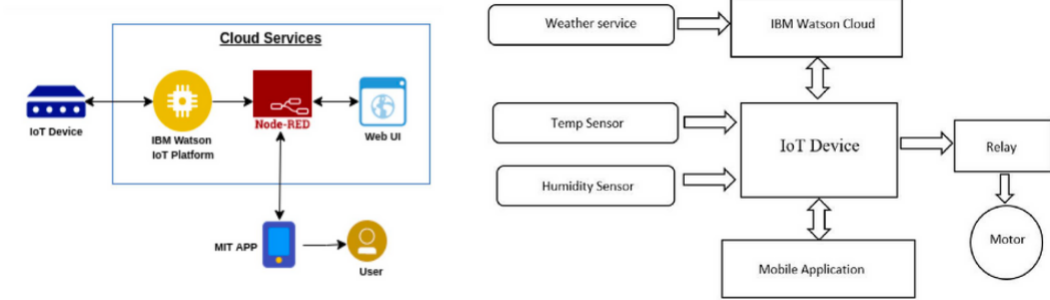 Cloud Services
IoT Device
IBM Watson
IoT Platform
Node-RED
Web UI
MIT APP
User
Weather service
IBM Watson Cloud
Temp Sensor
IoT Device
Relay
Humidity Sensor
Motor
Mobile Application